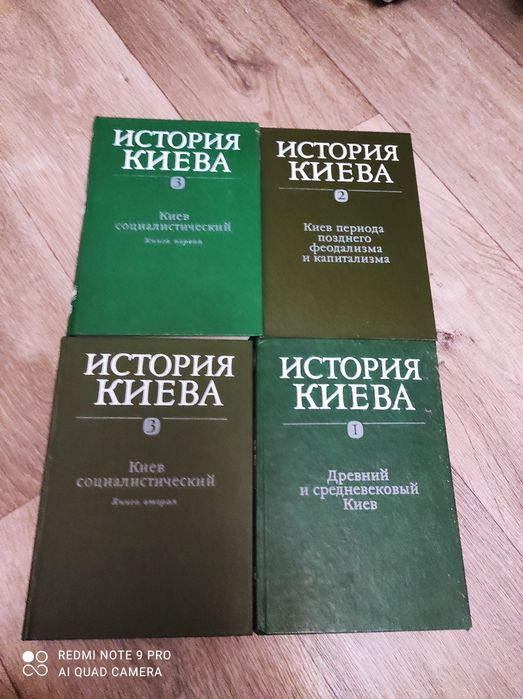 ИСТОРИЯ
КИЕВА
3
Киев
социалистический
Книга первая
ИСТОРИЯ
КИЕВА
2
Киев периода
позднего
феодализма
и капитализма
ИСТОРИЯ
КИЕВА
3
Киев
социалистический
Книга вторая
ИСТОРИЯ
КИЕВА
I
Древний
и средневековый
Киев
REDMI NOTE 9 PRO
AI QUAD CAMERA